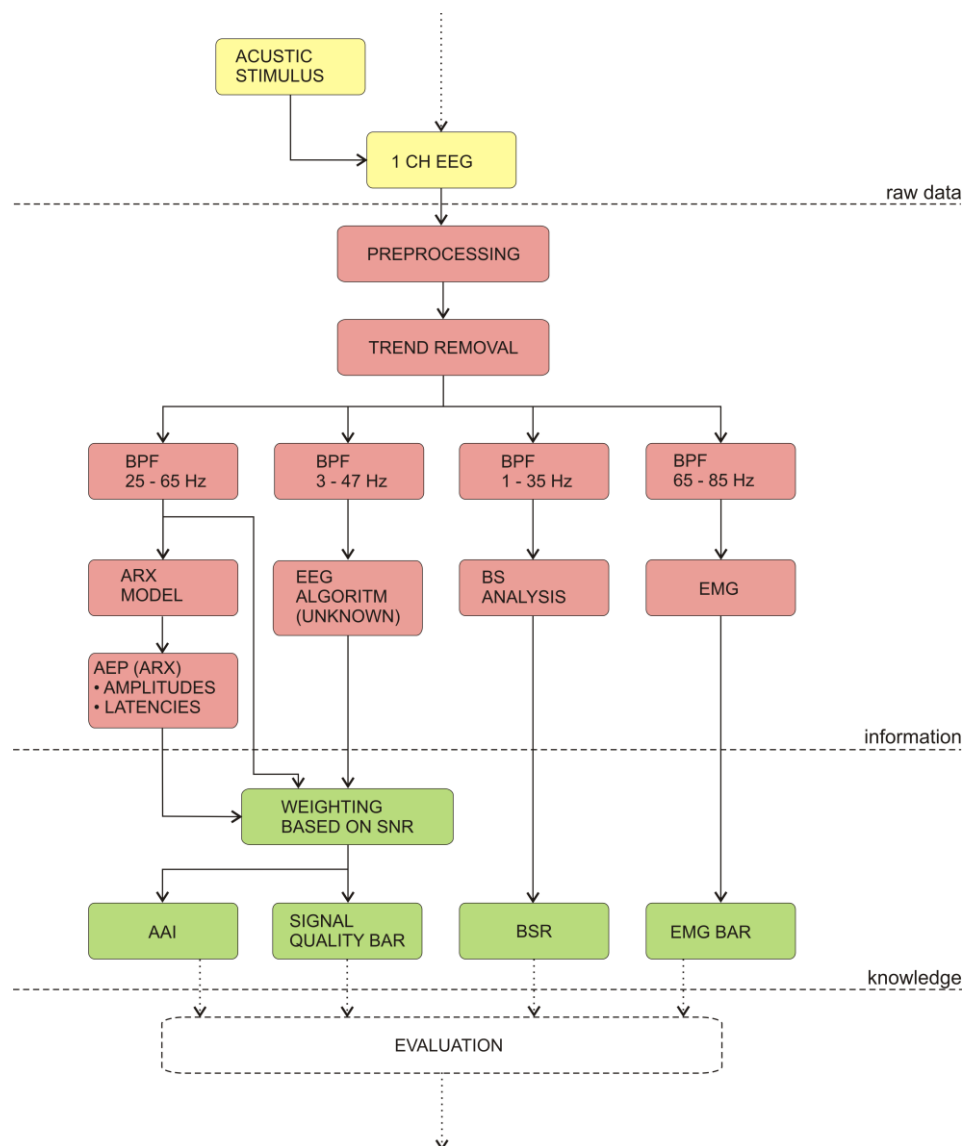 ACUSTIC
STIMULUS
1 CH EEG
raw data
PREPROCESSING
TREND REMOVAL
BPF
25 - 65 Hz
BPF
3 - 47 Hz
BPF
1 - 35 Hz
BPF
65 - 85 Hz
ARX
MODEL
EEG
ALGORITM
(UNKNOWN)
BS
ANALYSIS
EMG
AEP (ARX)
• AMPLITUDES
• LATENCIES
information
WEIGHTING
BASED ON SNR
AAI
SIGNAL
QUALITY BAR
BSR
EMG BAR
knowledge
EVALUATION